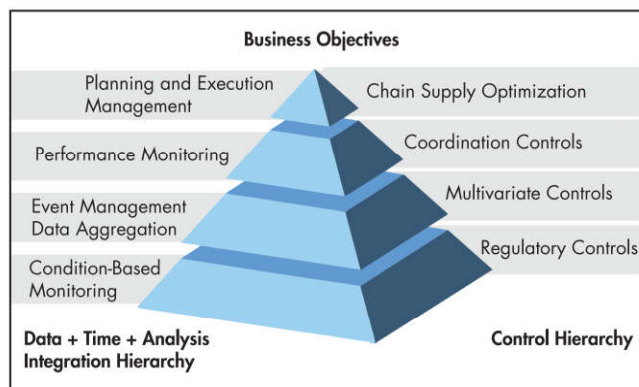 Business Objectives
Planning and Execution
Management
Chain Supply Optimization
Performance Monitoring
Coordination Controls
Event Management
Data Aggregation
Multivariate Controls
Condition-Based
Monitoring
Regulatory Controls
Data + Time + Analysis
Integration Hierarchy
Control Hierarchy